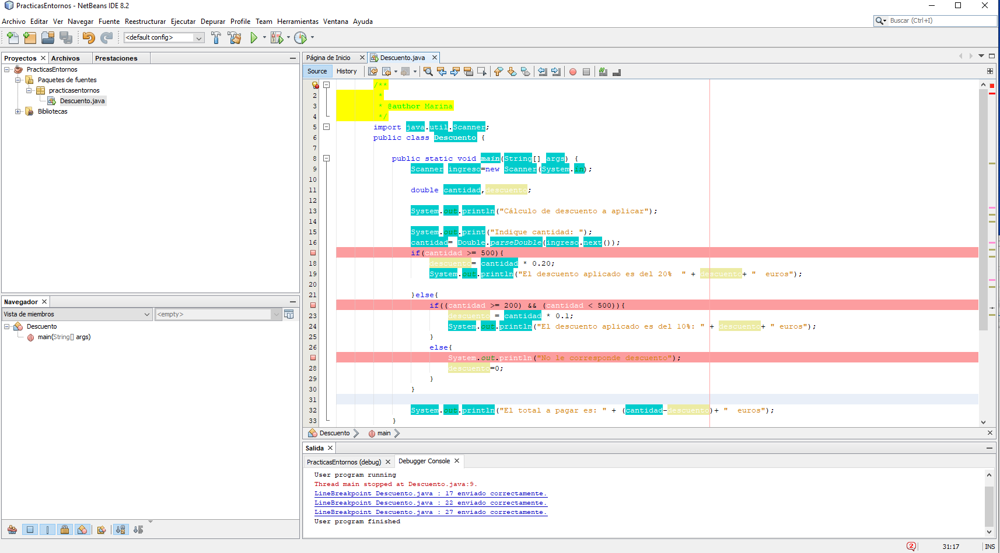 PracticasEntornos - NetBeans IDE 8.2
Archivo Editar Ver Navegar Fuente Reestructurar Ejecutar Depurar Profile Team Herramientas Ventana Ayuda
Buscar (Ctrl+I)
<default config>
Proyectos Archivos Prestaciones
PracticasEntornos
Paquetes de fuentes
practicasentornos
Descuento.java
Bibliotecas
Navegador
Vista de miembros <empty>
Descuento
main(String[] args)
Página de Inicio Descuento.java
Source History
/**
2 *
3 * @author Marina
4 */
5 import java.util.Scanner;
6 public class Descuento {
7
8 public static void main(String[] args) {
9 Scanner ingreso=new Scanner(System.in);
10
11 double cantidad,descuento;
12
13 System.out.println("Cálculo de descuento a aplicar");
14
15 System.out.print("Indique cantidad: ");
16 cantidad= Double.parseDouble(ingreso.next());
if(cantidad >= 500){
18 descuento= cantidad * 0.20;
19 System.out.println("El descuento aplicado es del 20%  " + descuento+ "  euros");
20
21 }else{
if((cantidad >= 200) && (cantidad < 500)){
23 descuento = cantidad * 0.1;
24 System.out.println("El descuento aplicado es del 10%: " + descuento+ " euros");
25 }
26 else{
System.out.println("No le corresponde descuento");
28 descuento=0;
29 }
30 }
31
32 System.out.println("El total a pagar es: " + (cantidad-descuento)+ "  euros");
33 }
Descuento main
Salida
PracticasEntornos (debug) Debugger Console
User program running
Thread main stopped at Descuento.java:9.
LineBreakpoint Descuento.java : 17 enviado correctamente.
LineBreakpoint Descuento.java : 22 enviado correctamente.
LineBreakpoint Descuento.java : 27 enviado correctamente.
User program finished
2 31:17 INS